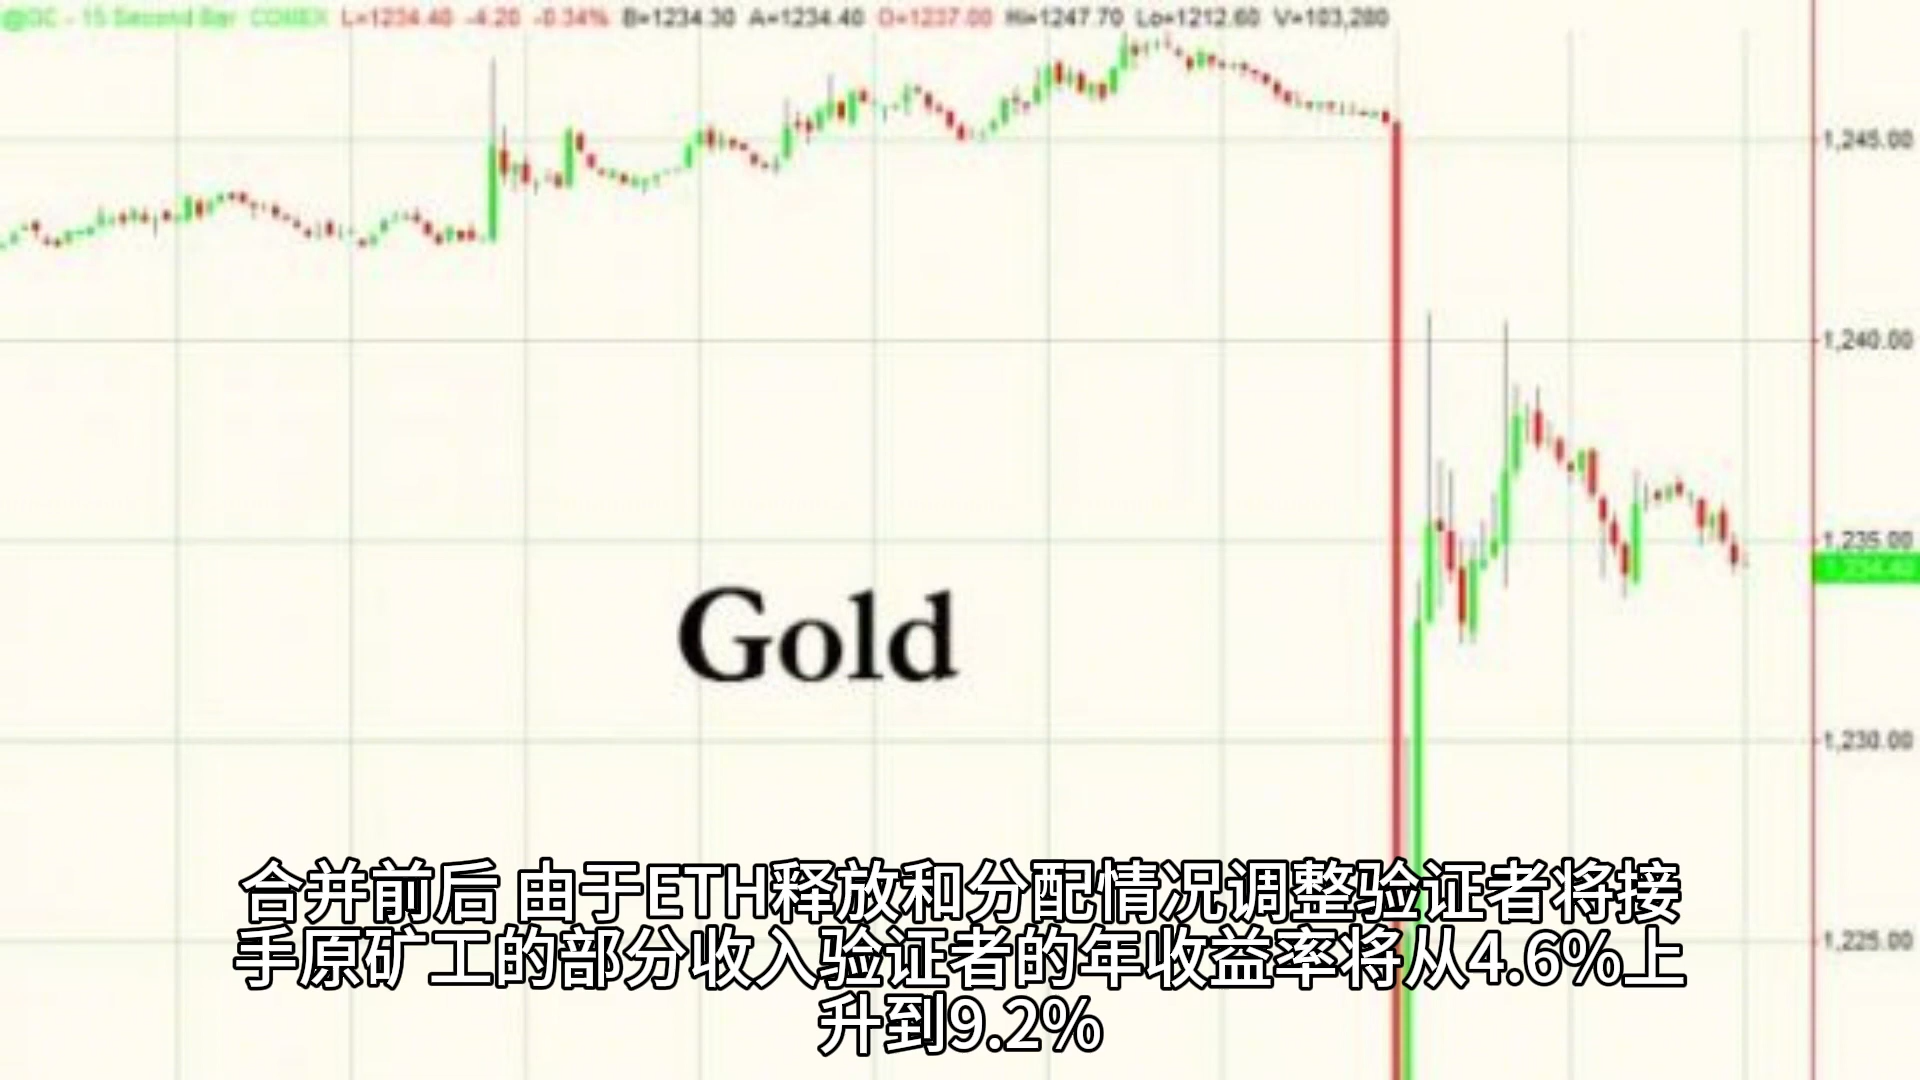 @GC - 15 Second Bar COMEX L=1234.40 -4.20 -0.34% B=1234.30 A=1234.40 O=1237.00 Hi=1247.70 Lo=1212.60 V=103,280
1,245.00
1,240.00
1,235.00
1,234.40
Gold
1,230.00
合并前后 由于ETH释放和分配情况调整验证者将接
1,225.00
手原矿工的部分收入验证者的年收益率将从4.6%上
升到9.2%